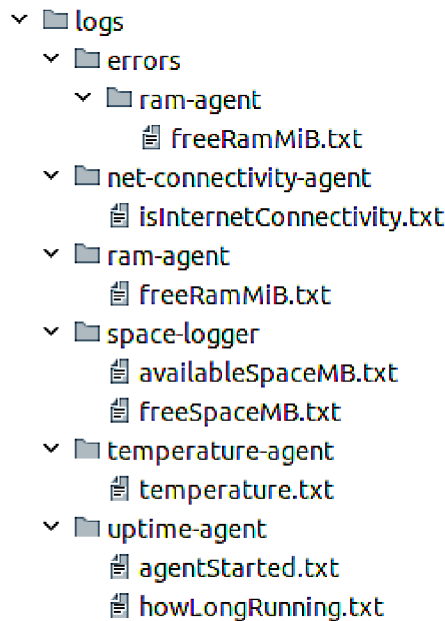 logs
errors
ram-agent
freeRamMiB.txt
net-connectivity-agent
isInternetConnectivity.txt
ram-agent
freeRamMiB.txt
space-logger
availableSpaceMB.txt
freeSpaceMB.txt
temperature-agent
temperature.txt
uptime-agent
agentStarted.txt
howLongRunning.txt